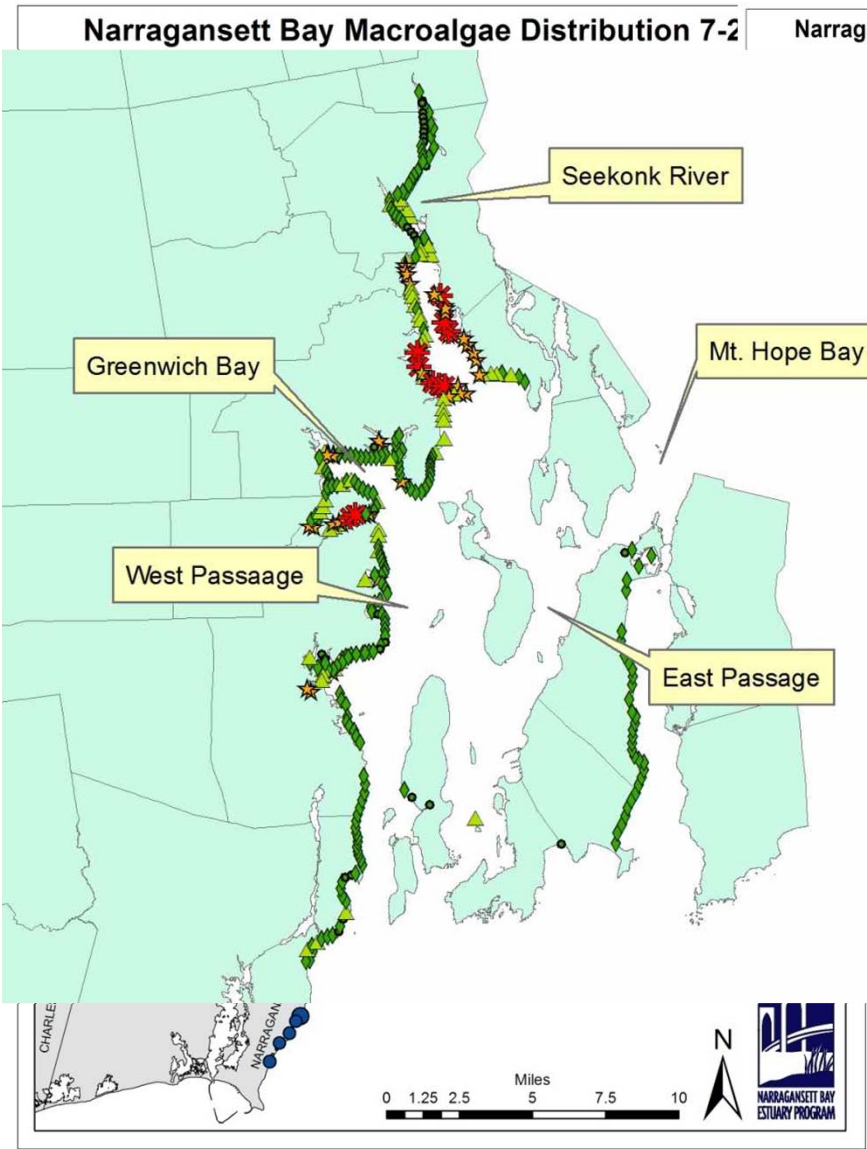 Narragansett Bay Macroalgae Distribution 7-2
Narrag
Seekonk River
Greenwich Bay
Mt. Hope Bay
West Passaage
East Passage
CHARLES
NARRAGAN
Miles
0 1.25 2.5 5 7.5 10
N
NARRAGANSETT BAY
ESTUARY PROGRAM